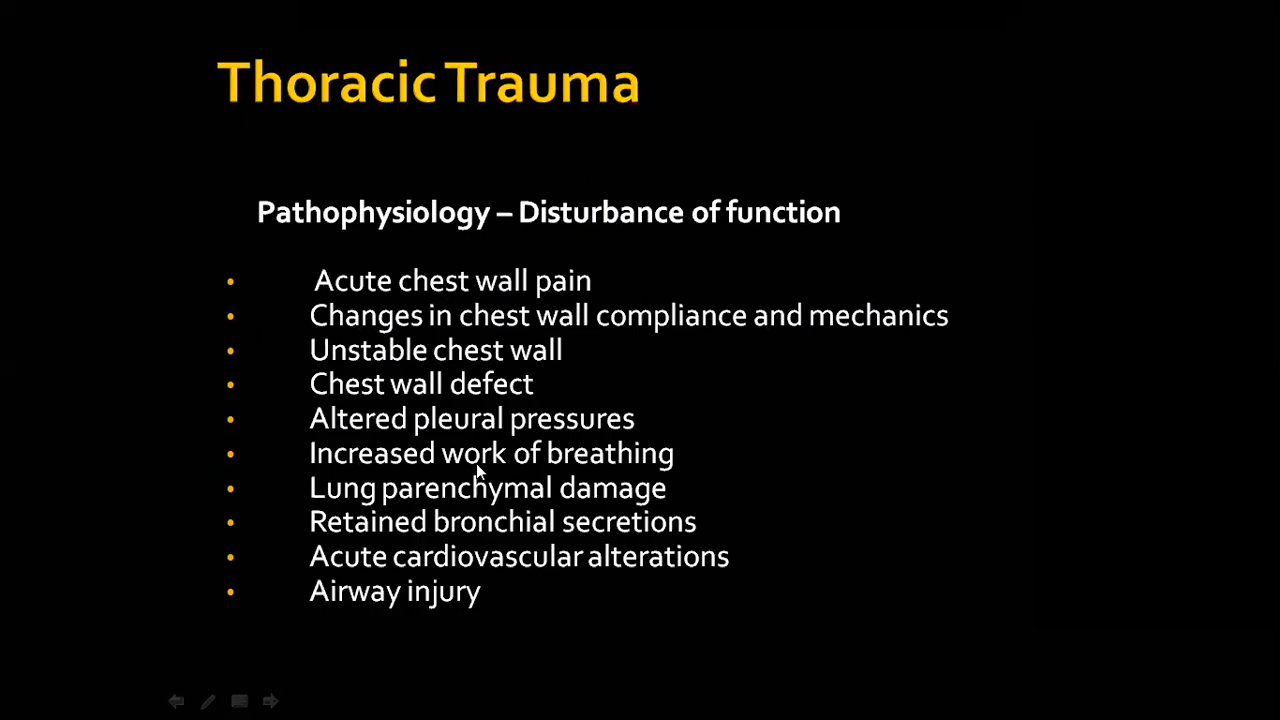 Thoracic Trauma
Pathophysiology – Disturbance of function
• Acute chest wall pain
• Changes in chest wall compliance and mechanics
• Unstable chest wall
• Chest wall defect
• Altered pleural pressures
• Increased work of breathing
• Lung parenchymal damage
• Retained bronchial secretions
• Acute cardiovascular alterations
• Airway injury